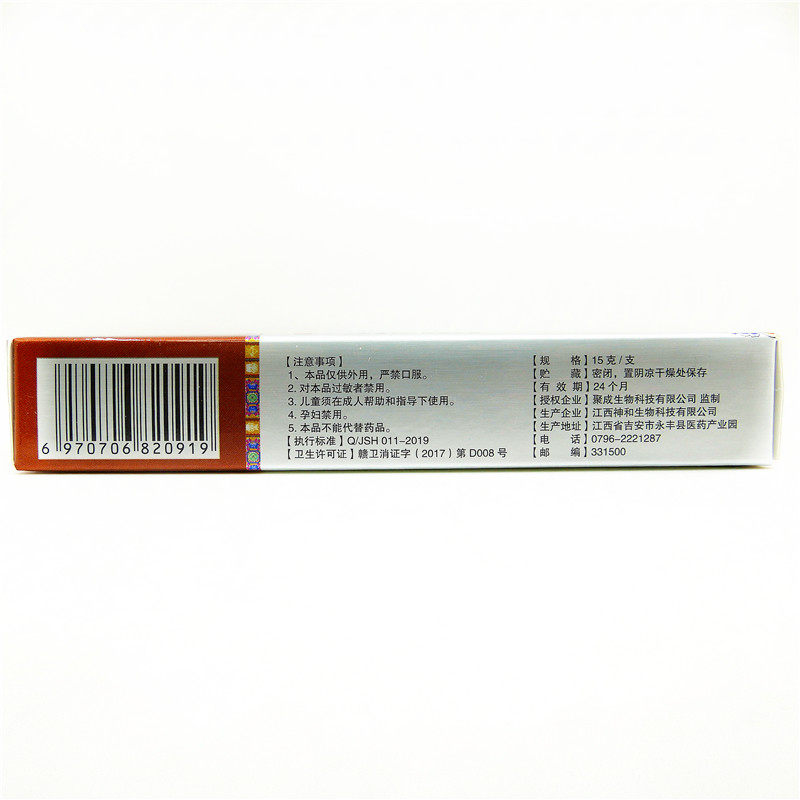 6 970706 820919
【注意事项】
1、本品仅供外用，严禁口服。
2. 对本品过敏者禁用。
3. 儿童须在成人帮助和指导下使用。
4. 孕妇禁用。
5. 本品不能代替药品。
【执行标准】Q/JSH 011-2019
【卫生许可证】赣卫消证字（2017）第 D008 号
【规 格】15 克 / 支
【贮 藏】密闭，置阴凉干燥处保存
【有 效 期】24 个月
【授权企业】聚成生物科技有限公司 监制
【生产企业】江西神和生物科技有限公司
【生产地址】江西省吉安市永丰县医药产业园
【电 话】0796-2221287
【邮 编】331500